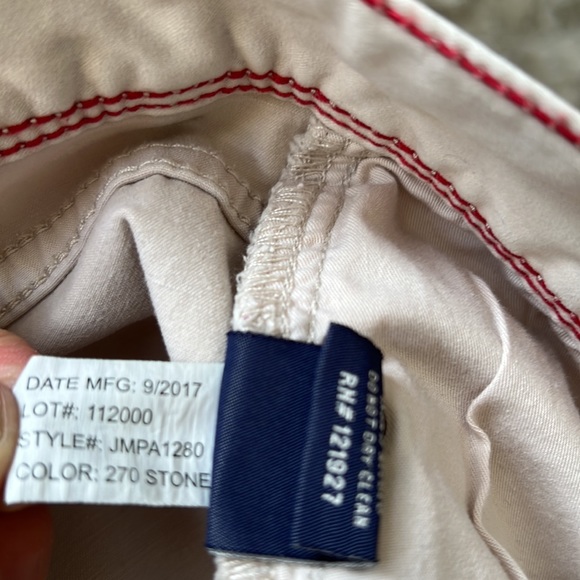 DATE MFG: 9/2017
LOT#: 112000
STYLE#: JMPA1280
COLOR: 270 STONE
DO NOT DRY CLEAN
RN# 121927